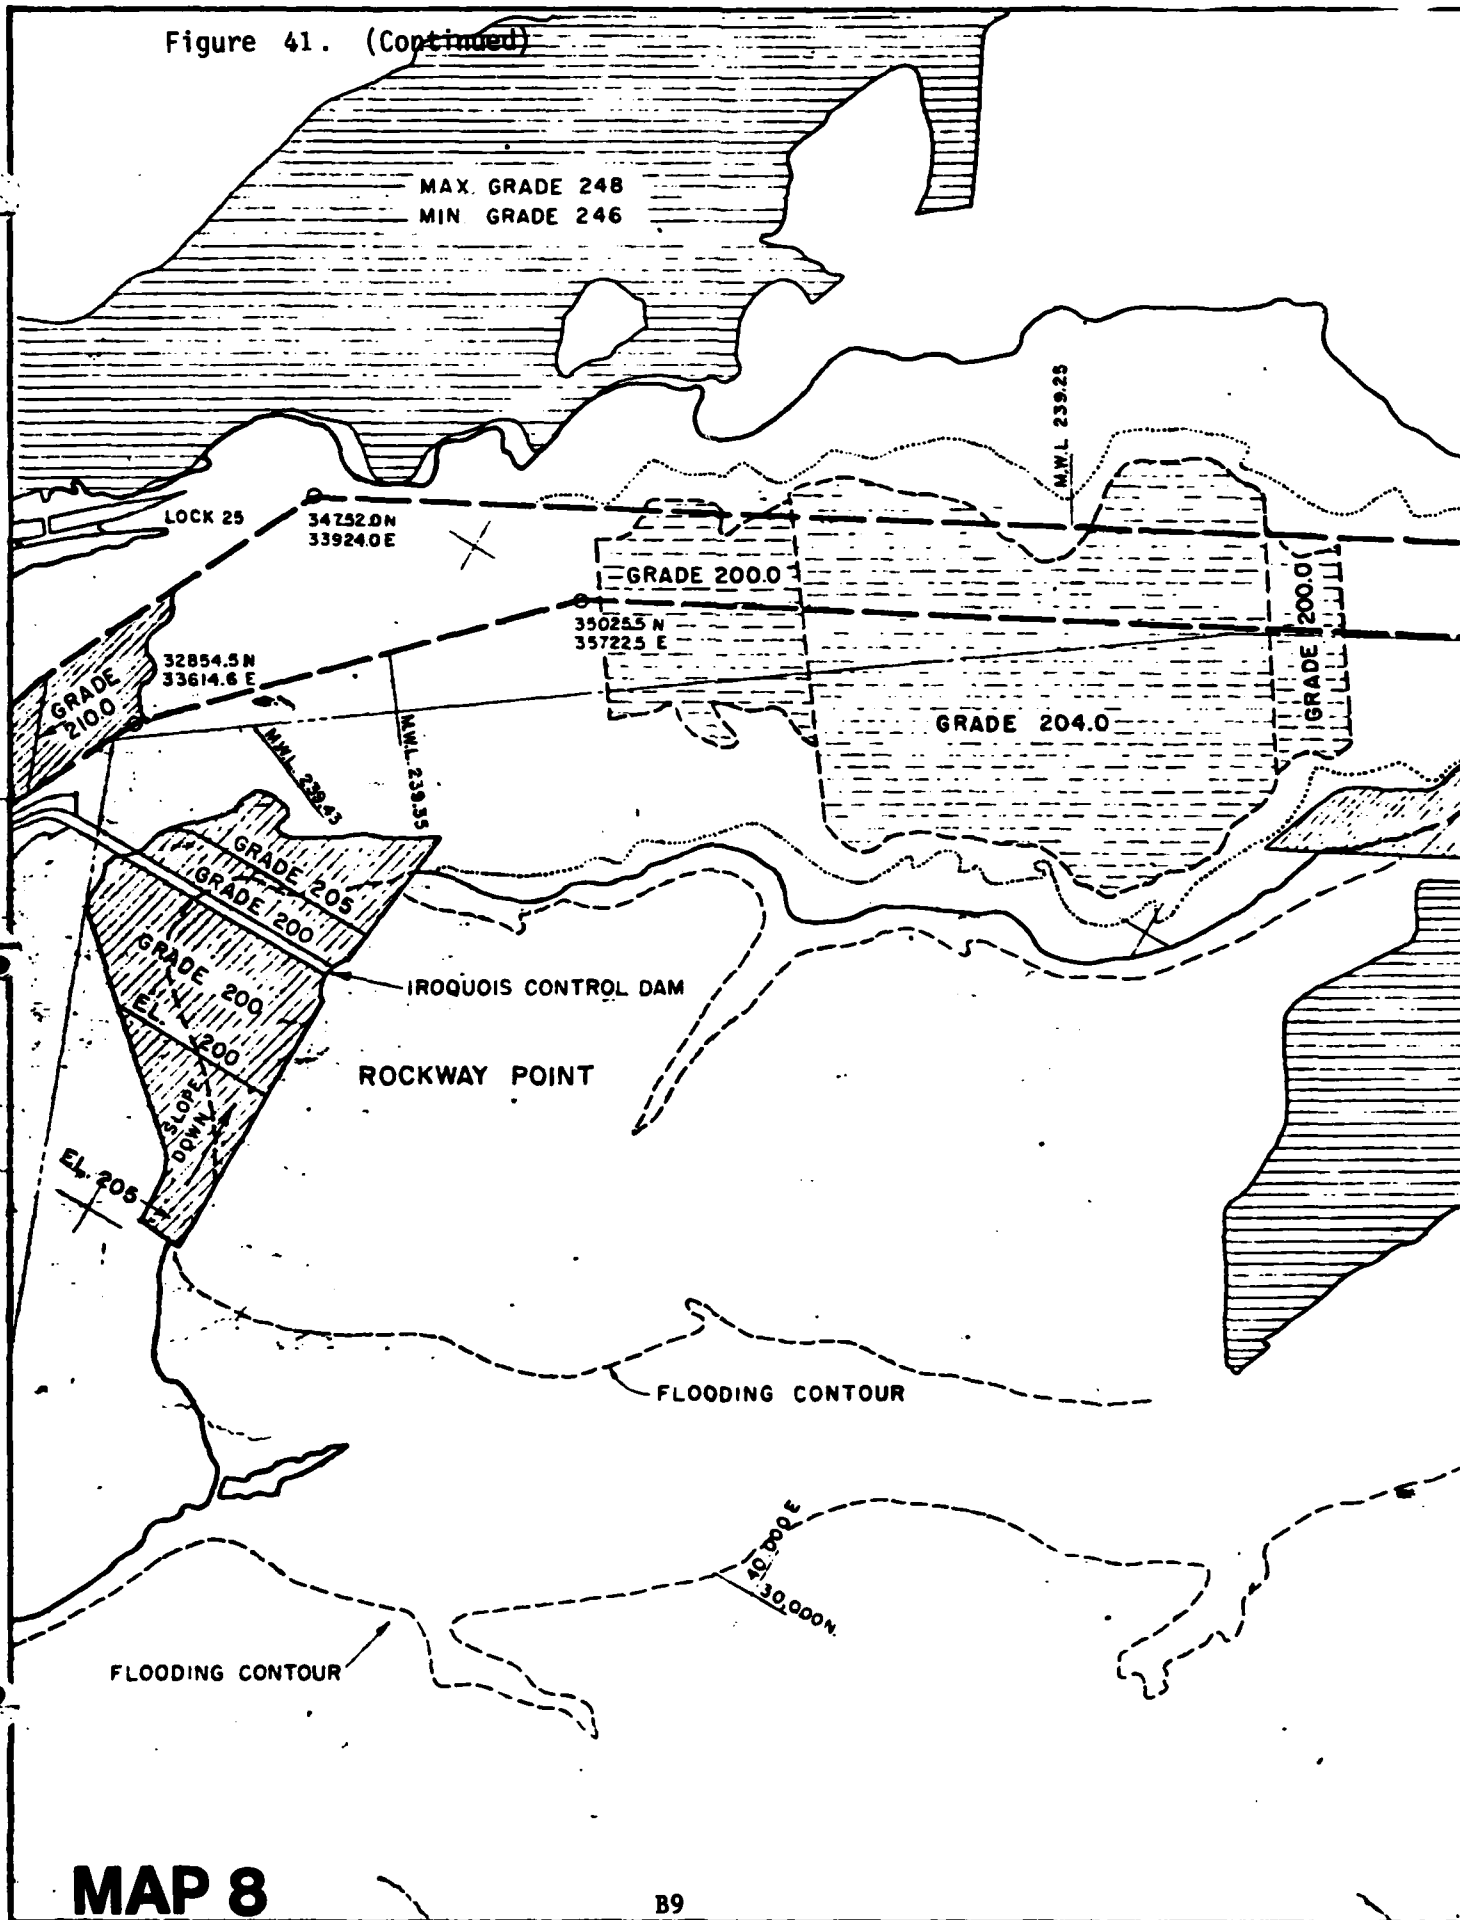 Figure 41. (Continued)
MAX. GRADE 248
MIN. GRADE 246
M.W.L. 239.25
LOCK 25
34752.0 N
33924.0 E
GRADE 200.0
GRADE 200.0
35025.5 N
35722.5 E
32854.5 N
33614.6 E
GRADE
210.0
GRADE 204.0
M.W.L. 239.43
M.W.L. 239.35
GRADE 205
GRADE 200
GRADE 200
IROQUOIS CONTROL DAM
EL. 200
ROCKWAY POINT
SLOPE
DOWN
EL. 205
FLOODING CONTOUR
40,000 E
30,000 N.
FLOODING CONTOUR
MAP 8
B9